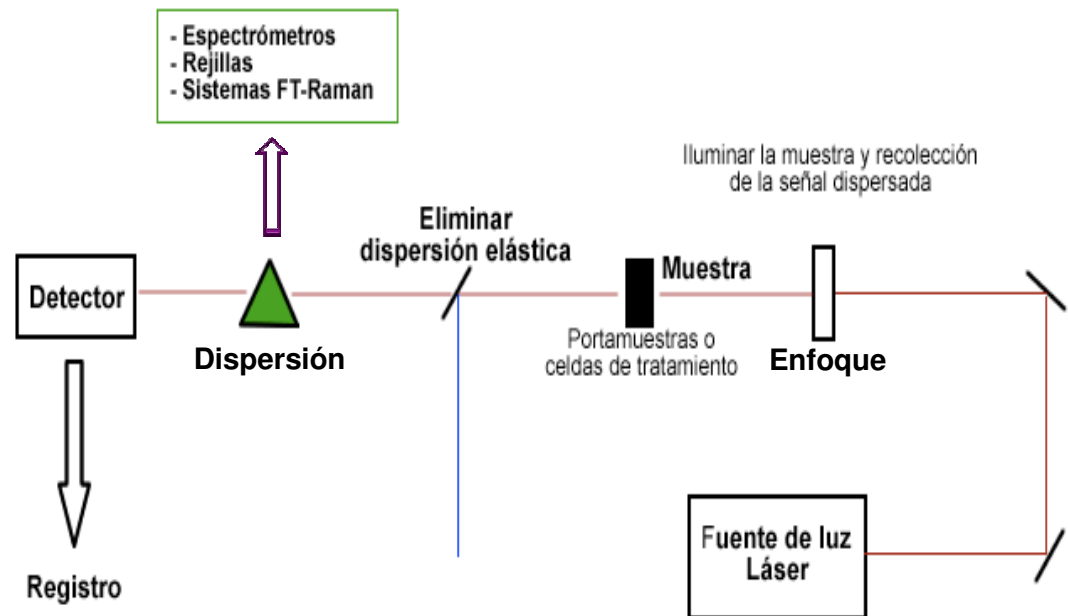 - Espectrómetros
- Rejillas
- Sistemas FT-Raman
Iluminar la muestra y recolección
de la señal dispersada
Eliminar
dispersión elástica
Muestra
Detector
Portamuestras o
celdas de tratamiento
Dispersión
Enfoque
Fuente de luz
Láser
Registro